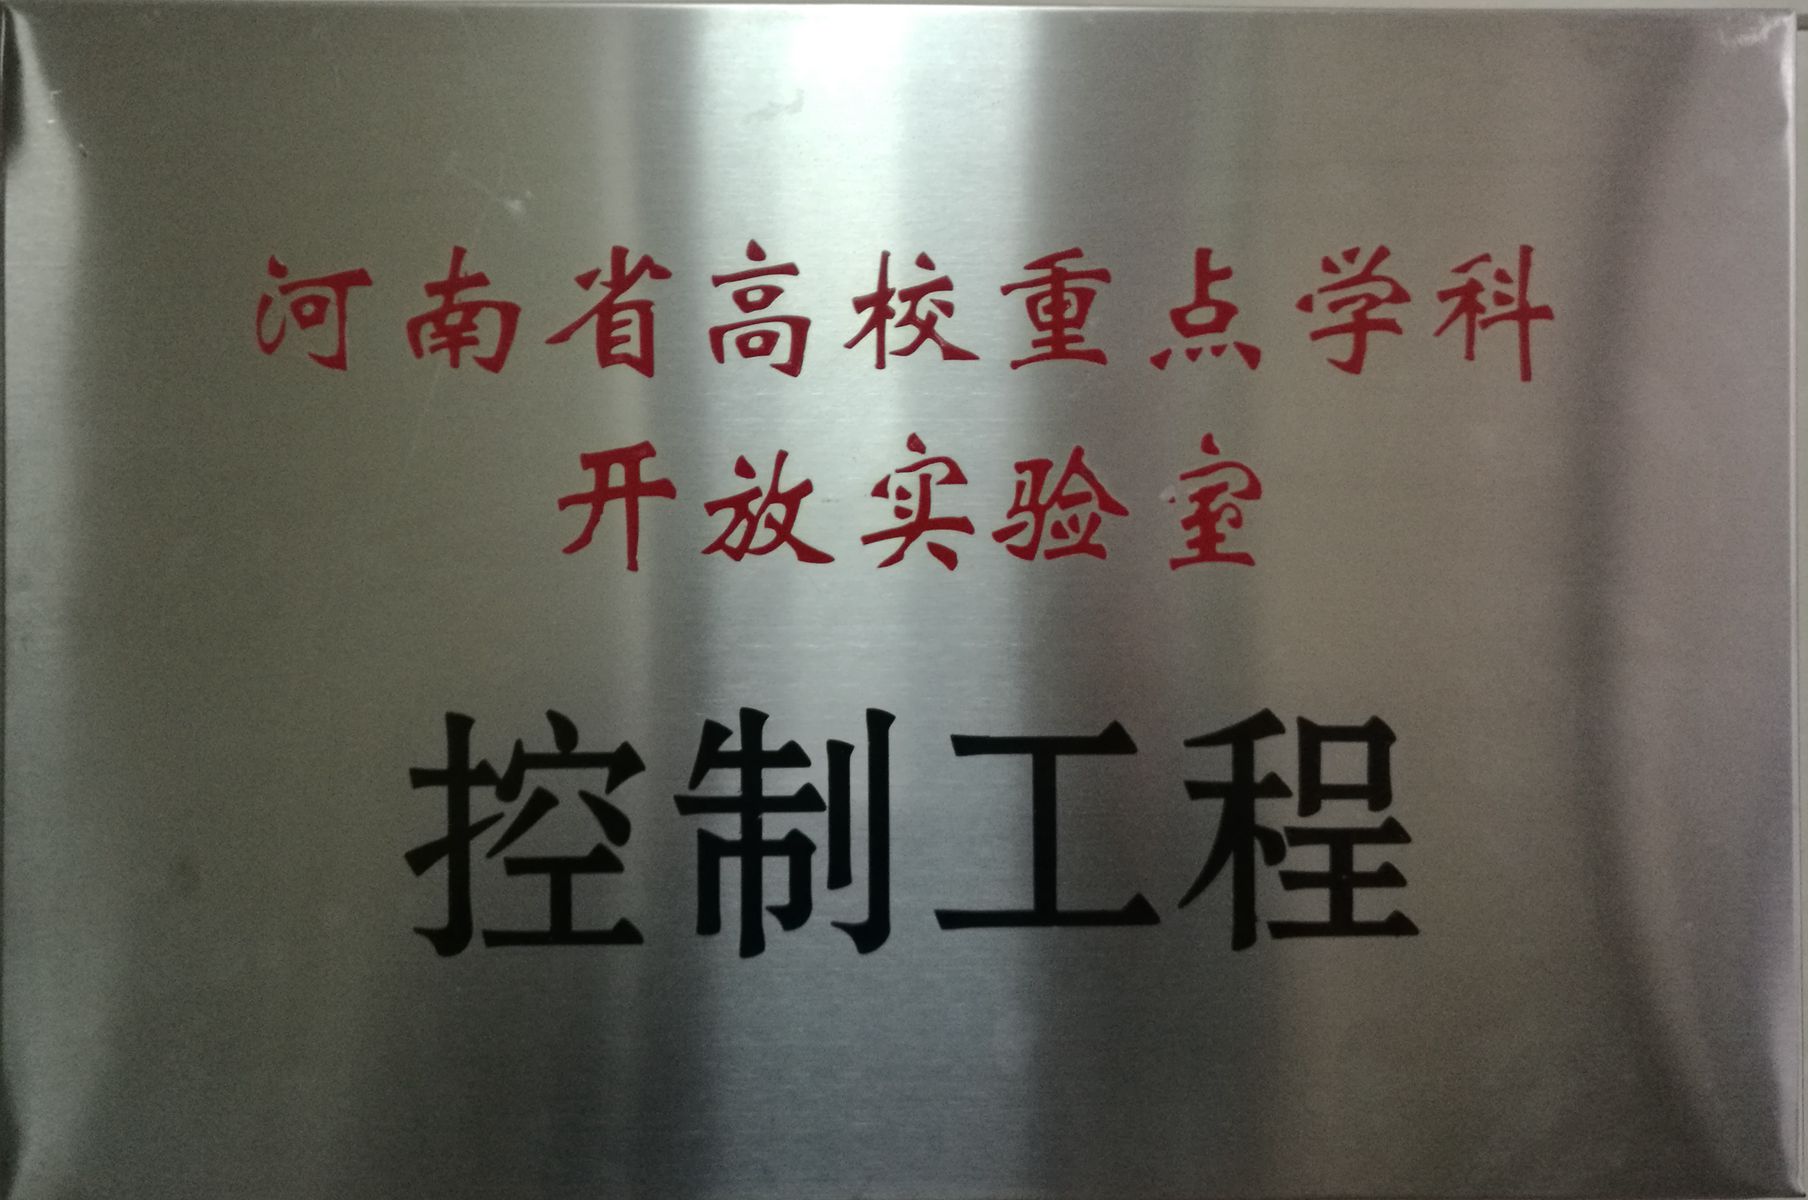 河南省高校重点学科
开放实验室
控制工程